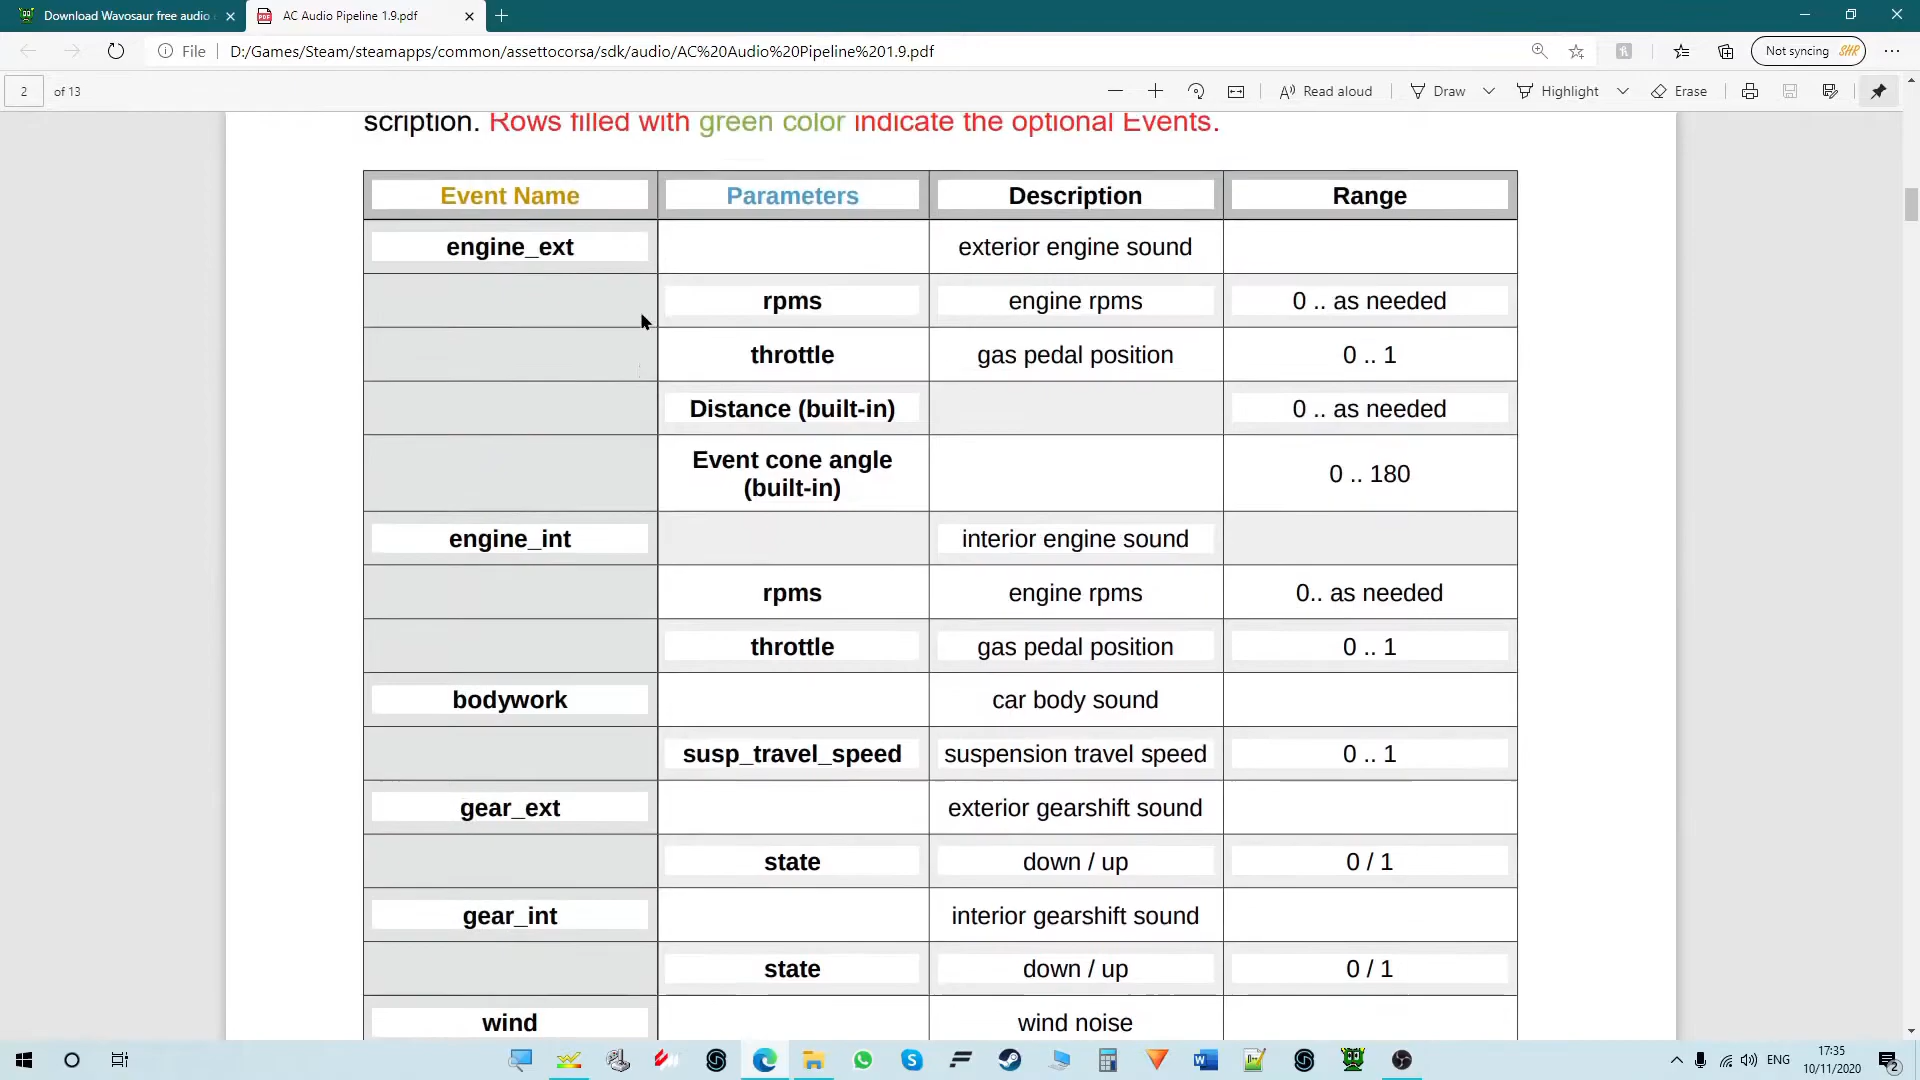 Download Wavosaur free audio
AC Audio Pipeline 1.9.pdf
File
D:/Games/Steam/steamapps/common/assettocorsa/sdk/audio/AC%20Audio%20Pipeline%201.9.pdf
Not syncing
2 of 13
Read aloud
Draw
Highlight
Erase
scription. Rows filled with green color indicate the optional Events.
Event Name Parameters Description Range
engine_ext exterior engine sound
rpms engine rpms 0 .. as needed
throttle gas pedal position 0 .. 1
Distance (built-in) 0 .. as needed
Event cone angle
(built-in) 0 .. 180
engine_int interior engine sound
rpms engine rpms 0.. as needed
throttle gas pedal position 0 .. 1
bodywork car body sound
susp_travel_speed suspension travel speed 0 .. 1
gear_ext exterior gearshift sound
state down / up 0 / 1
gear_int interior gearshift sound
state down / up 0 / 1
wind wind noise
ENG
17:35
10/11/2020
2